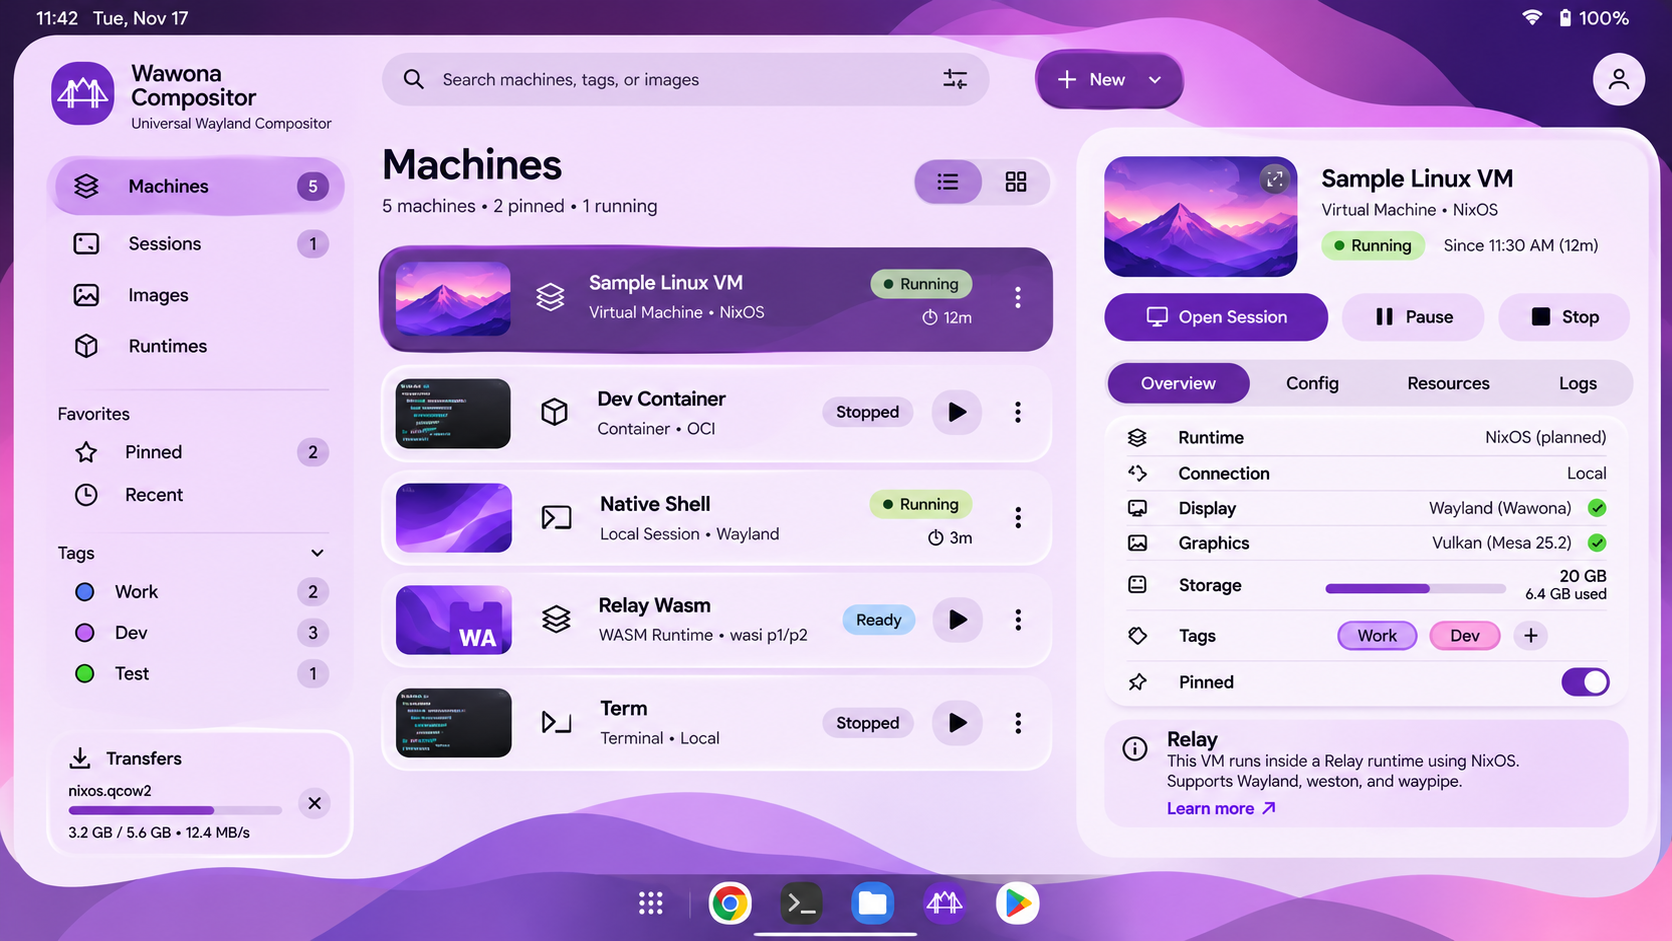 11:42 Tue, Nov 17
100%
Wawona
Compositor
Universal Wayland Compositor
Search machines, tags, or images
New
Machines 5
Sessions 1
Images
Runtimes
Favorites
Pinned 2
Recent
Tags
Work 2
Dev 3
Test 1
Transfers
nixos.qcow2
3.2 GB / 5.6 GB • 12.4 MB/s
Machines
5 machines • 2 pinned • 1 running
Sample Linux VM
Virtual Machine • NixOS
Running
12m
Dev Container
Container • OCI
Stopped
Native Shell
Local Session • Wayland
Running
3m
WA
Relay Wasm
WASM Runtime • wasi p1/p2
Ready
Term
Terminal • Local
Stopped
Sample Linux VM
Virtual Machine • NixOS
Running Since 11:30 AM (12m)
Open Session
Pause
Stop
Overview Config Resources Logs
Runtime NixOS (planned)
Connection Local
Display Wayland (Wawona)
Graphics Vulkan (Mesa 25.2)
Storage 20 GB
6.4 GB used
Tags Work Dev +
Pinned
Relay
This VM runs inside a Relay runtime using NixOS.
Supports Wayland, weston, and waypipe.
Learn more